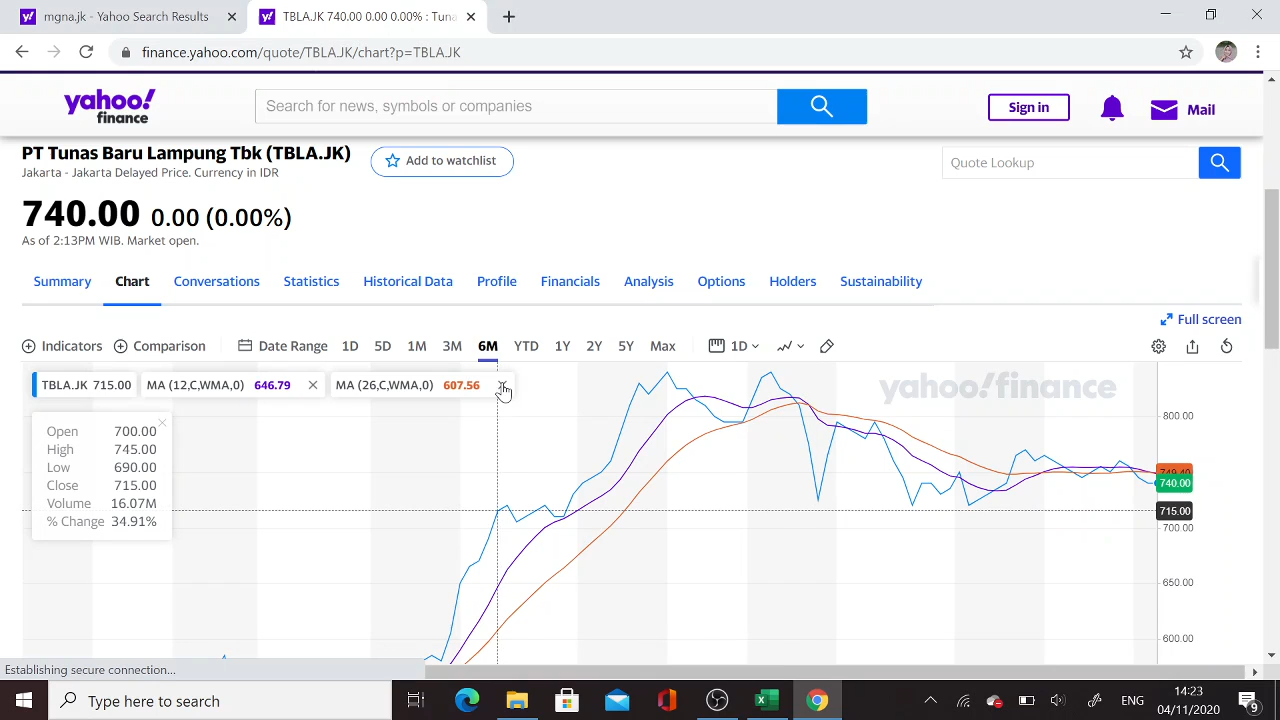 mgna.jk - Yahoo Search Results
TBLA.JK 740.00 0.00 0.00% : Tuna
finance.yahoo.com/quote/TBLA.JK/chart?p=TBLA.JK
yahoo! finance
Search for news, symbols or companies
Sign in
Mail
PT Tunas Baru Lampung Tbk (TBLA.JK)
Add to watchlist
Quote Lookup
Jakarta - Jakarta Delayed Price. Currency in IDR
740.00 0.00 (0.00%)
As of 2:13PM WIB. Market open.
Summary Chart Conversations Statistics Historical Data Profile Financials Analysis Options Holders Sustainability
Full screen
Indicators Comparison Date Range 1D 5D 1M 3M 6M YTD 1Y 2Y 5Y Max 1D
TBLA.JK 715.00 MA (12,C,WMA,0) 646.79 MA (26,C,WMA,0) 607.56
yahoo!finance
Open 700.00
High 745.00
Low 690.00
Close 715.00
Volume 16.07M
% Change 34.91%
800.00
749.40
740.00
715.00
700.00
650.00
600.00
Establishing secure connection...
Type here to search
ENG
14:23
04/11/2020
9